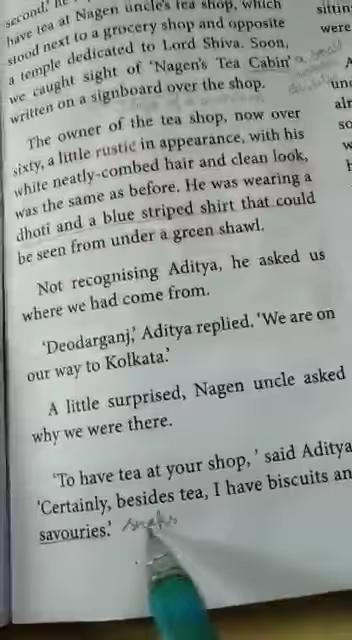 second.' he
have tea at Nagen uncle's tea shop, which
stood next to a grocery shop and opposite
a temple dedicated to Lord Shiva. Soon,
we caught sight of 'Nagen's Tea Cabin'
written on a signboard over the shop.
The owner of the tea shop, now over
sixty, a little rustic in appearance, with his
white neatly-combed hair and clean look,
was the same as before. He was wearing a
dhoti and a blue striped shirt that could
be seen from under a green shawl.
Not recognising Aditya, he asked us
where we had come from.
'Deodarganj,' Aditya replied. 'We are on
our way to Kolkata.'
A little surprised, Nagen uncle asked
why we were there.
'To have tea at your shop, ' said Aditya
'Certainly, besides tea, I have biscuits an
savouries.'
sittin
were